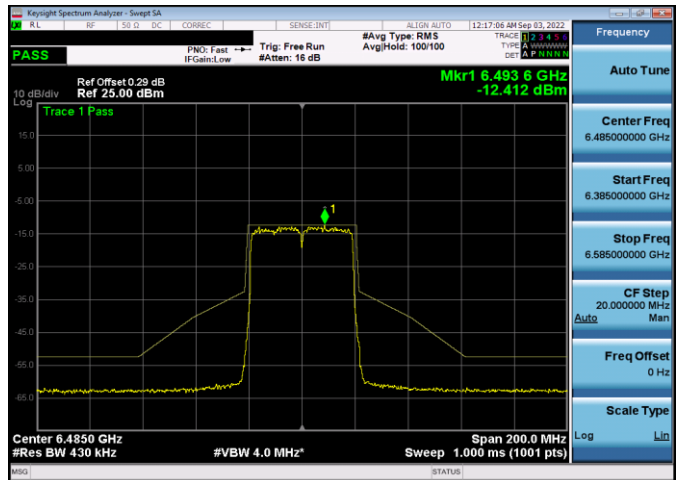 Keysight Spectrum Analyzer - Swept SA
RL RF 50 Ω DC CORREC SENSE:INT ALIGN AUTO 12:17:06 AM Sep 03, 2022
PASS
PNO: Fast
IFGain:Low
Trig: Free Run
#Atten: 16 dB
#Avg Type: RMS
Avg|Hold: 100/100
TRACE 1 2 3 4 5 6
TYPE A WWWWW
DET A P N N N N
Ref Offset 0.29 dB
10 dB/div Ref 25.00 dBm
Log
Mkr1 6.493 6 GHz
-12.412 dBm
Trace 1 Pass
15.0
5.00
-5.00
-15.0
-25.0
-35.0
-45.0
-55.0
-65.0
1
Center 6.4850 GHz Span 200.0 MHz
#Res BW 430 kHz #VBW 4.0 MHz* Sweep 1.000 ms (1001 pts)
MSG STATUS
Frequency
Auto Tune
Center Freq
6.485000000 GHz
Start Freq
6.385000000 GHz
Stop Freq
6.585000000 GHz
CF Step
20.000000 MHz
Auto Man
Freq Offset
0 Hz
Scale Type
Log Lin